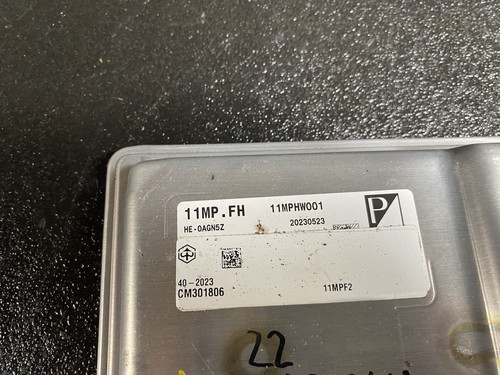 11MP.FH 11MPHW001
HE-0AGN5Z 20230523
P
40-2023
CM301806 11MPF2
22